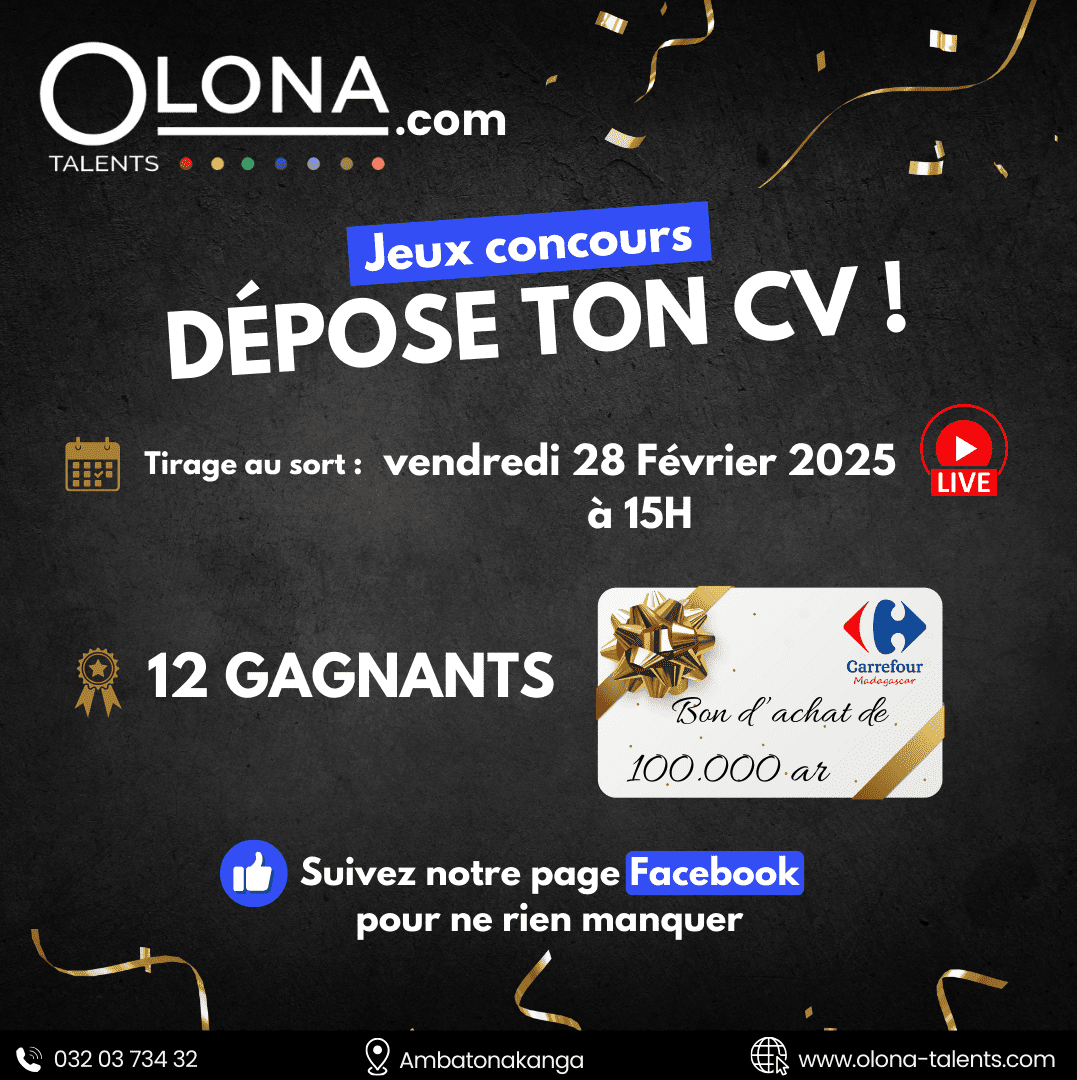 OLONA.com
TALENTS
Jeux concours
DÉPOSE TON CV !
Tirage au sort : vendredi 28 Février 2025
à 15H
LIVE
12 GAGNANTS
Carrefour
Madagascar
Bon d'achat de
100.000 ar
Suivez notre page Facebook
pour ne rien manquer
032 03 734 32
Ambatonakanga
www.olona-talents.com